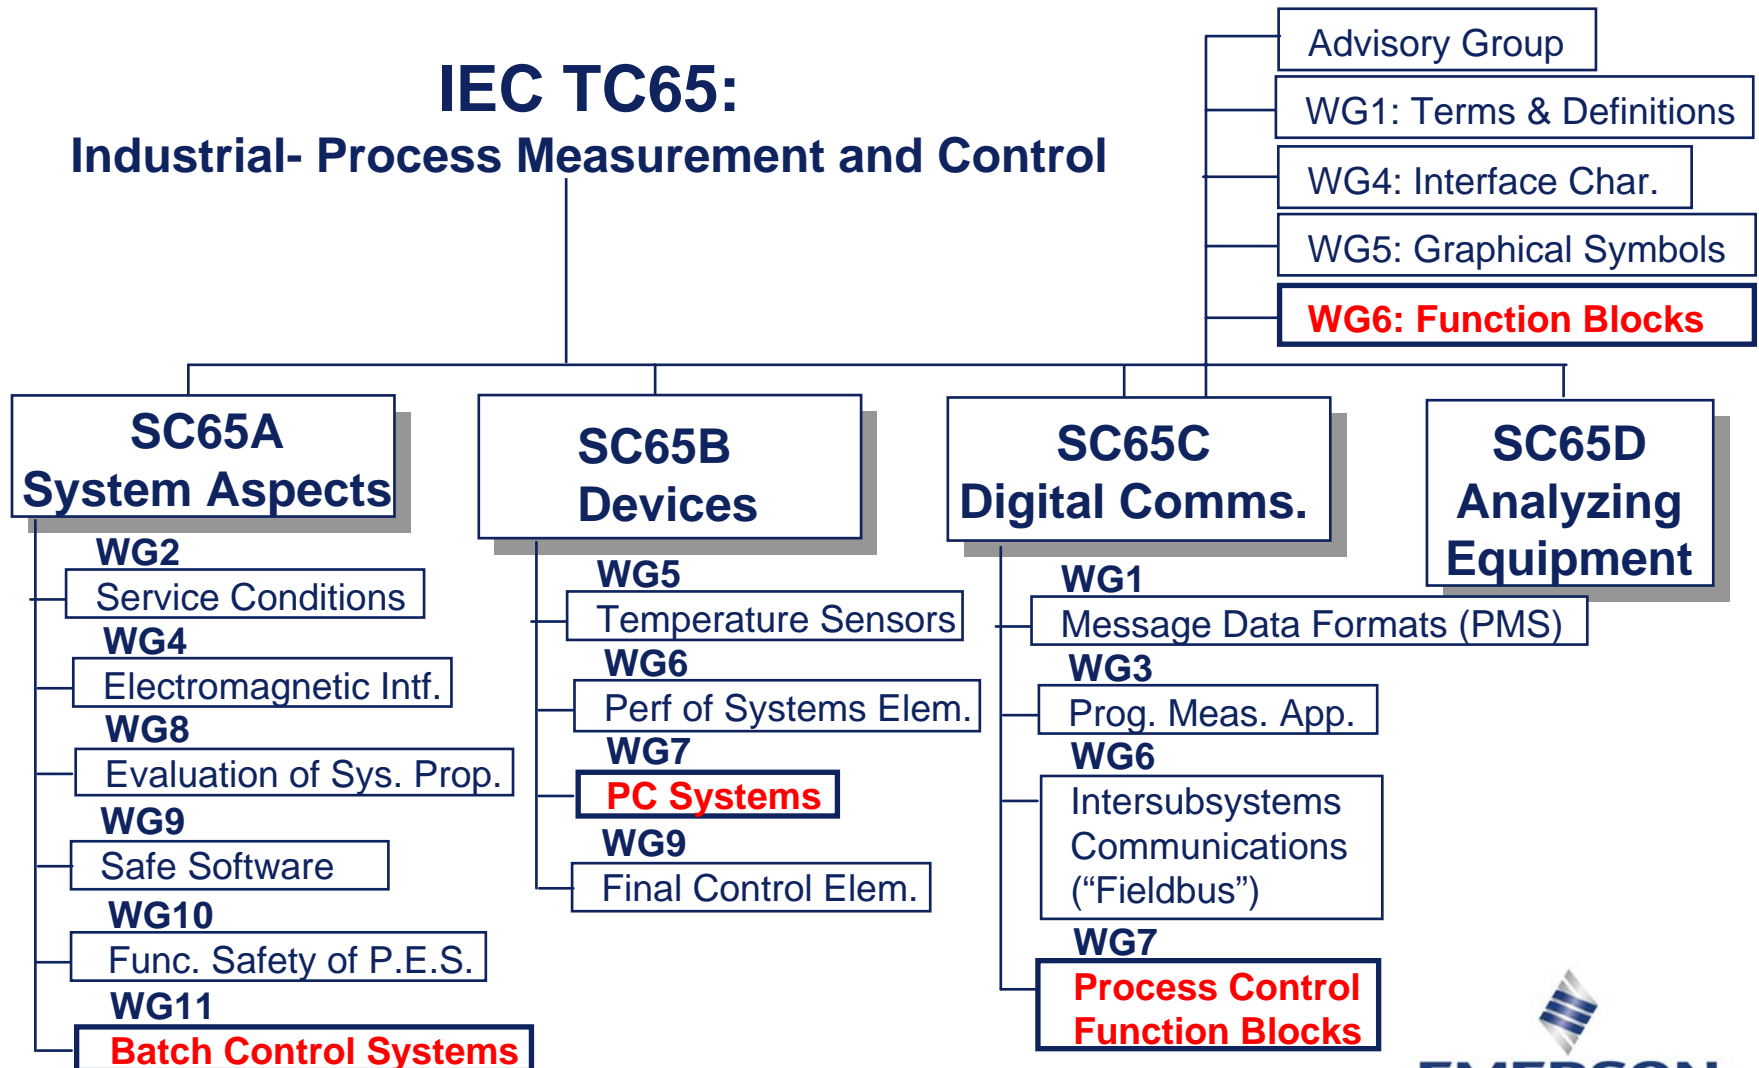 IEC TC65:
Industrial- Process Measurement and Control
Advisory Group
WG1: Terms & Definitions
WG4: Interface Char.
WG5: Graphical Symbols
WG6: Function Blocks
SC65A
System Aspects
WG2
Service Conditions
WG4
Electromagnetic Intf.
WG8
Evaluation of Sys. Prop.
WG9
Safe Software
WG10
Func. Safety of P.E.S.
WG11
Batch Control Systems
SC65B
Devices
WG5
Temperature Sensors
WG6
Perf of Systems Elem.
WG7
PC Systems
WG9
Final Control Elem.
SC65C
Digital Comms.
WG1
Message Data Formats (PMS)
WG3
Prog. Meas. App.
WG6
Intersubsystems
Communications
(“Fieldbus”)
WG7
Process Control
Function Blocks
SC65D
Analyzing
Equipment
EMERSON